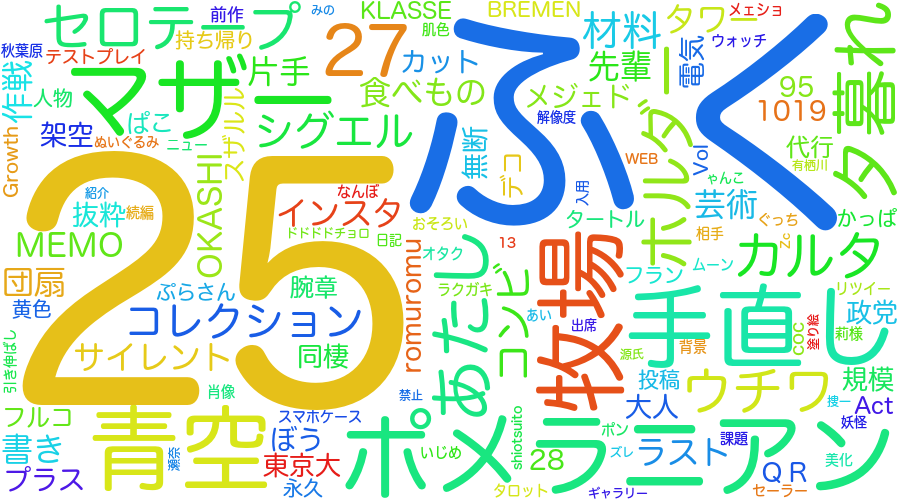 前作 みの KLASSE BREMEN メェショ
セロテープ 27 ふく 材料 タワー ウォッチ
秋葉原 テストプレイ 持ち帰り 肌色 カット 先輩 電気 夕暮れ
作戦 マザー 片手 食べもの メジェド 95
人物 ぱこ シグエル 解像度 ホルダー 1019
架空 ぬいぐるみ 無断 デコ WEB Vol 代行
Growth ニュー スザルル 入用 ゃんこ 有栖川
25 紹介 OKASHI なんぼ 芸術 かっぱ
抜粋 続編 インスタ おそろい タートル ぐっち
MEMO ドドドドチョロ 日記 13 相手 Zc カルタ
団扇 ぷらさん 腕章 romuromu オタク フラン ムーン
黄色 コレクション あたし ラクガキ コンビ 牧場 手直し リツイー
あい 出席 COC 塗り絵 莉様 政党
引き伸ばし サイレント 同棲 源氏 背景
青空 肖像 禁止 投稿 ウチワ 規模
フルコ スマホケース ポメラニアン shiotsuito 大人 Act
書き 瀬奈 ぼう いじめ ポン 課題 妖怪 捜一
プラス 東京大 28 ズレ ラスト QR 美化
永久 タロット ギャラリー セーラー